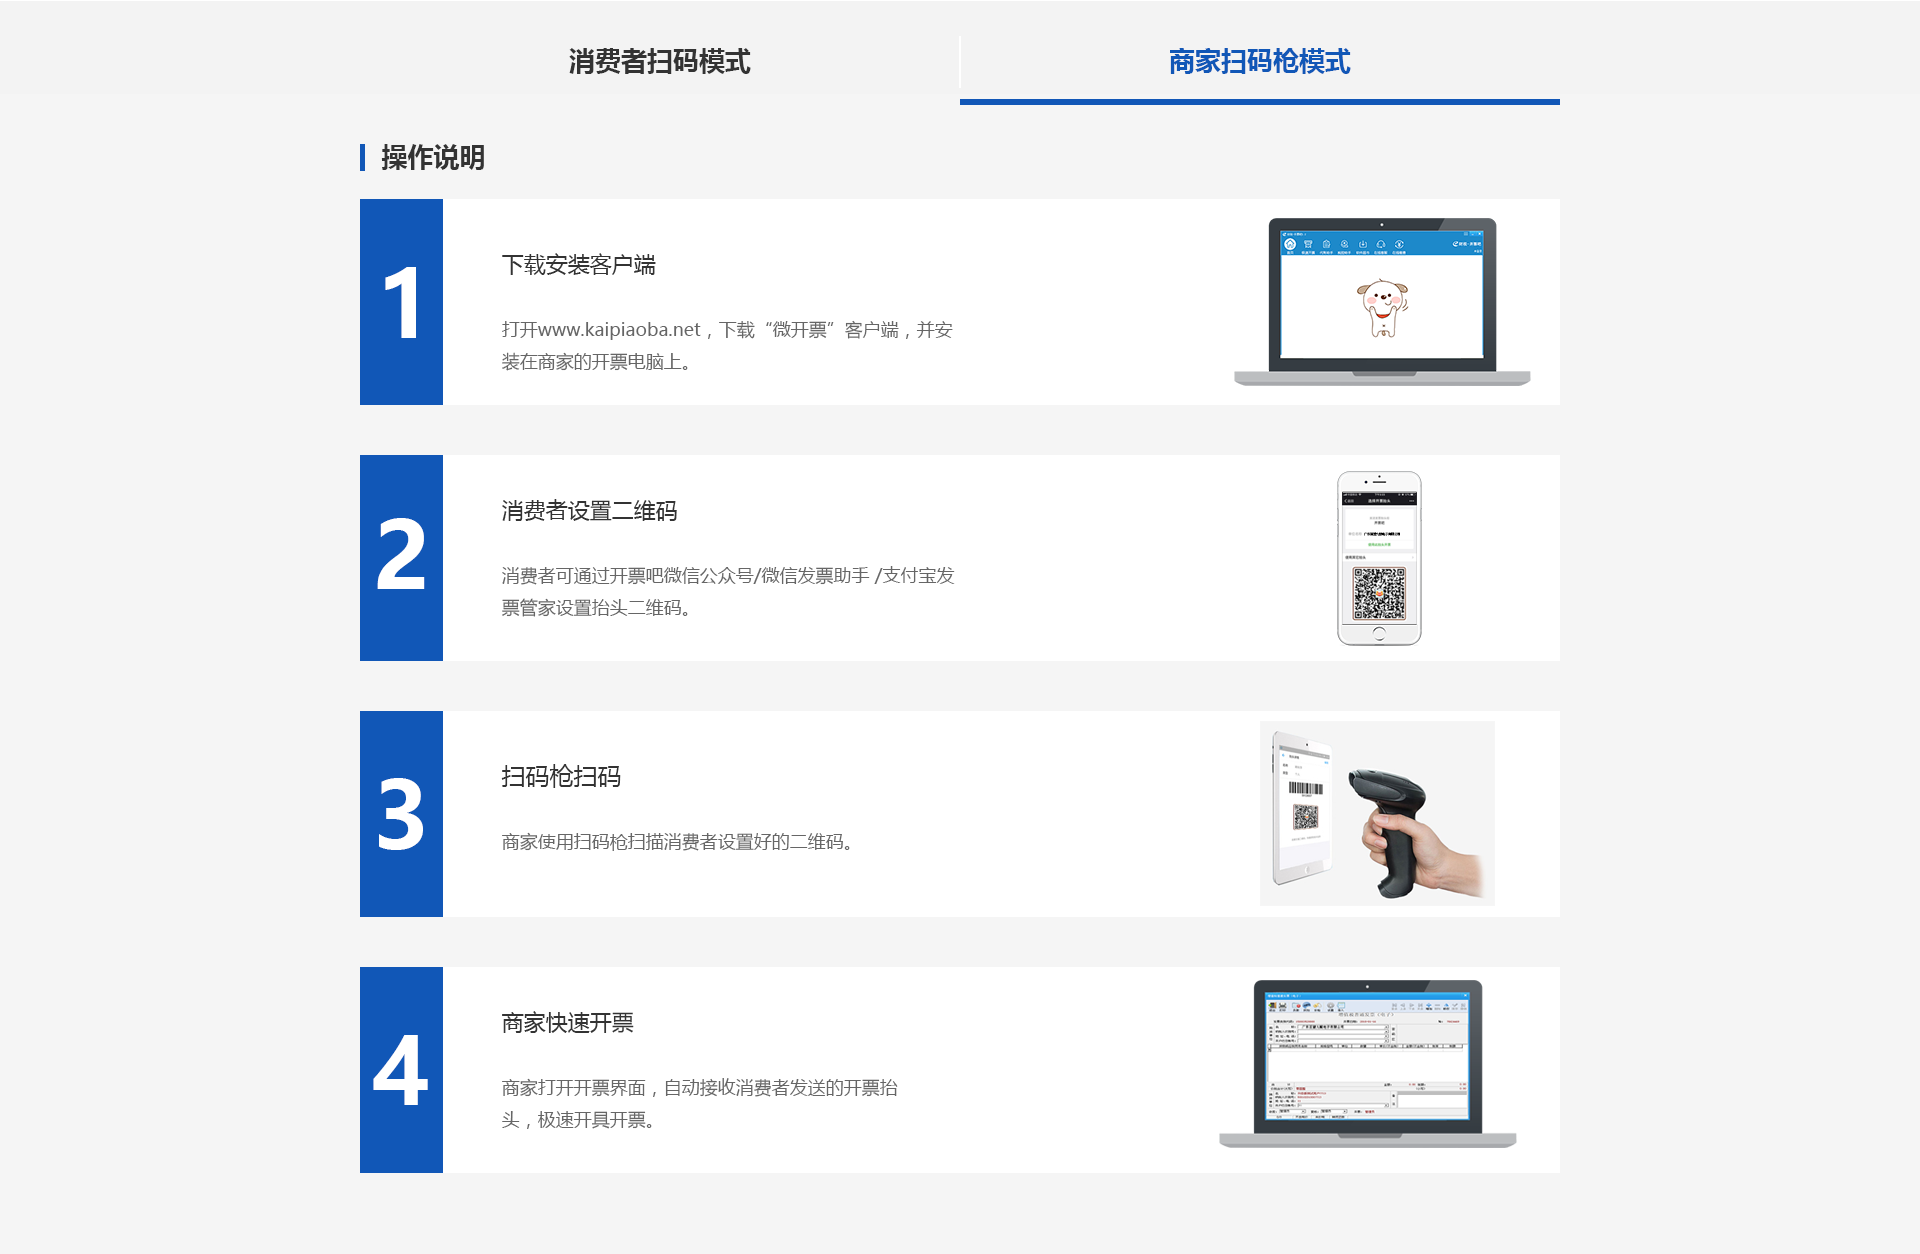 消费者扫码模式
商家扫码枪模式
操作说明
1
下载安装客户端
打开www.kaipiaoba.net，下载“微开票”客户端，并安
装在商家的开票电脑上。
2
消费者设置二维码
消费者可通过开票吧微信公众号/微信发票助手 /支付宝发
票管家设置抬头二维码。
3
扫码枪扫码
商家使用扫码枪扫描消费者设置好的二维码。
4
商家快速开票
商家打开开票界面，自动接收消费者发送的开票抬
头，极速开具开票。